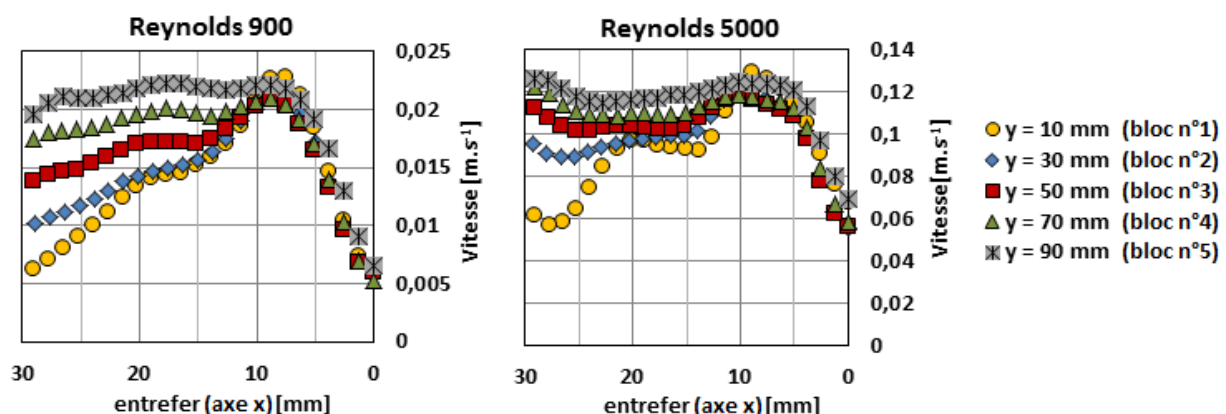 Reynolds 900
0,025
0,02
0,015
0,01
0,005
0
Vitesse[m.s-1]
30
20
10
0
entrefer (axe x) [mm]
Reynolds 5000
0,14
0,12
0,1
0,08
0,06
0,04
0,02
0
Vitesse[m.s-1]
30
20
10
0
entrefer (axe x) [mm]
y = 10 mm (bloc n°1)
y = 30 mm (bloc n°2)
y = 50 mm (bloc n°3)
y = 70 mm (bloc n°4)
y = 90 mm (bloc n°5)